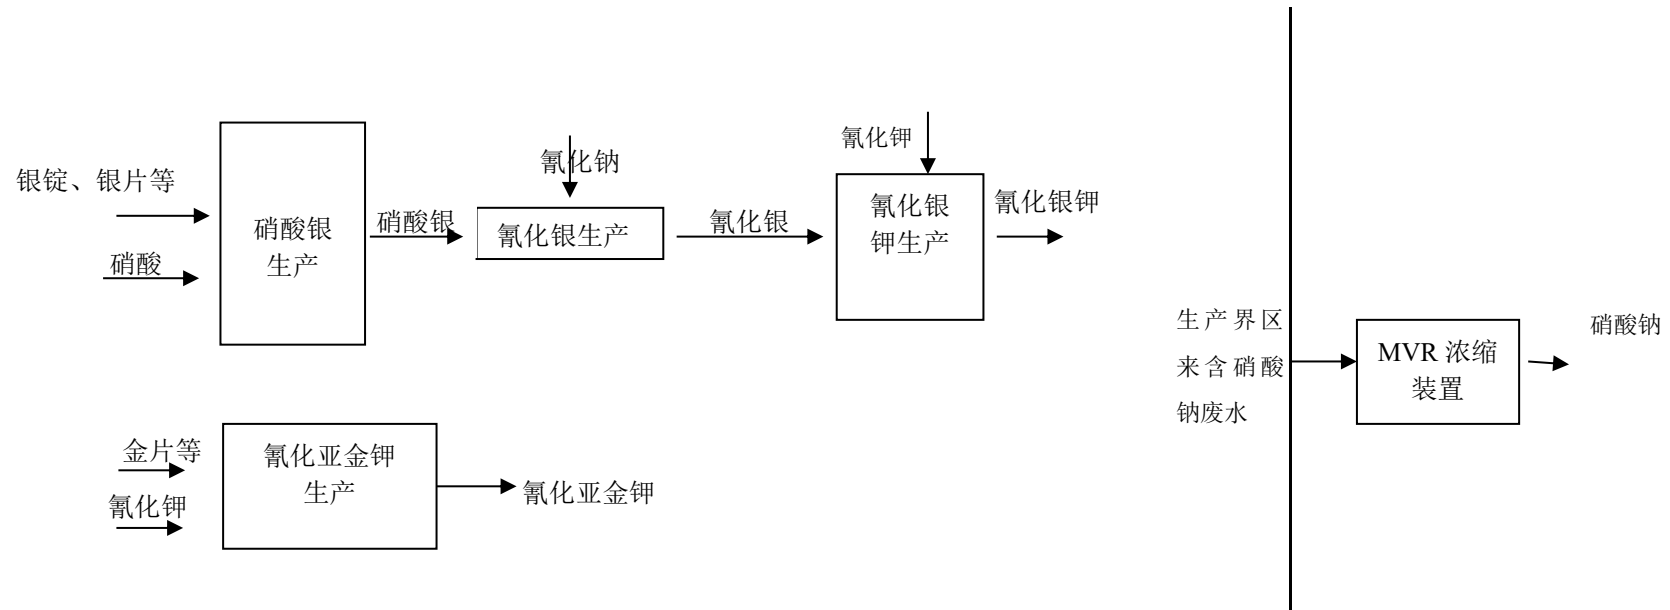 氰化钾
氰化钠
银锭、银片等
硝酸银
生产
硝酸
硝酸银
氰化银生产
氰化银
氰化银
钾生产
氰化银钾
生产界区
来含硝酸
钠废水
MVR 浓缩
装置
硝酸钠
金片等
氰化钾
氰化亚金钾
生产
氰化亚金钾